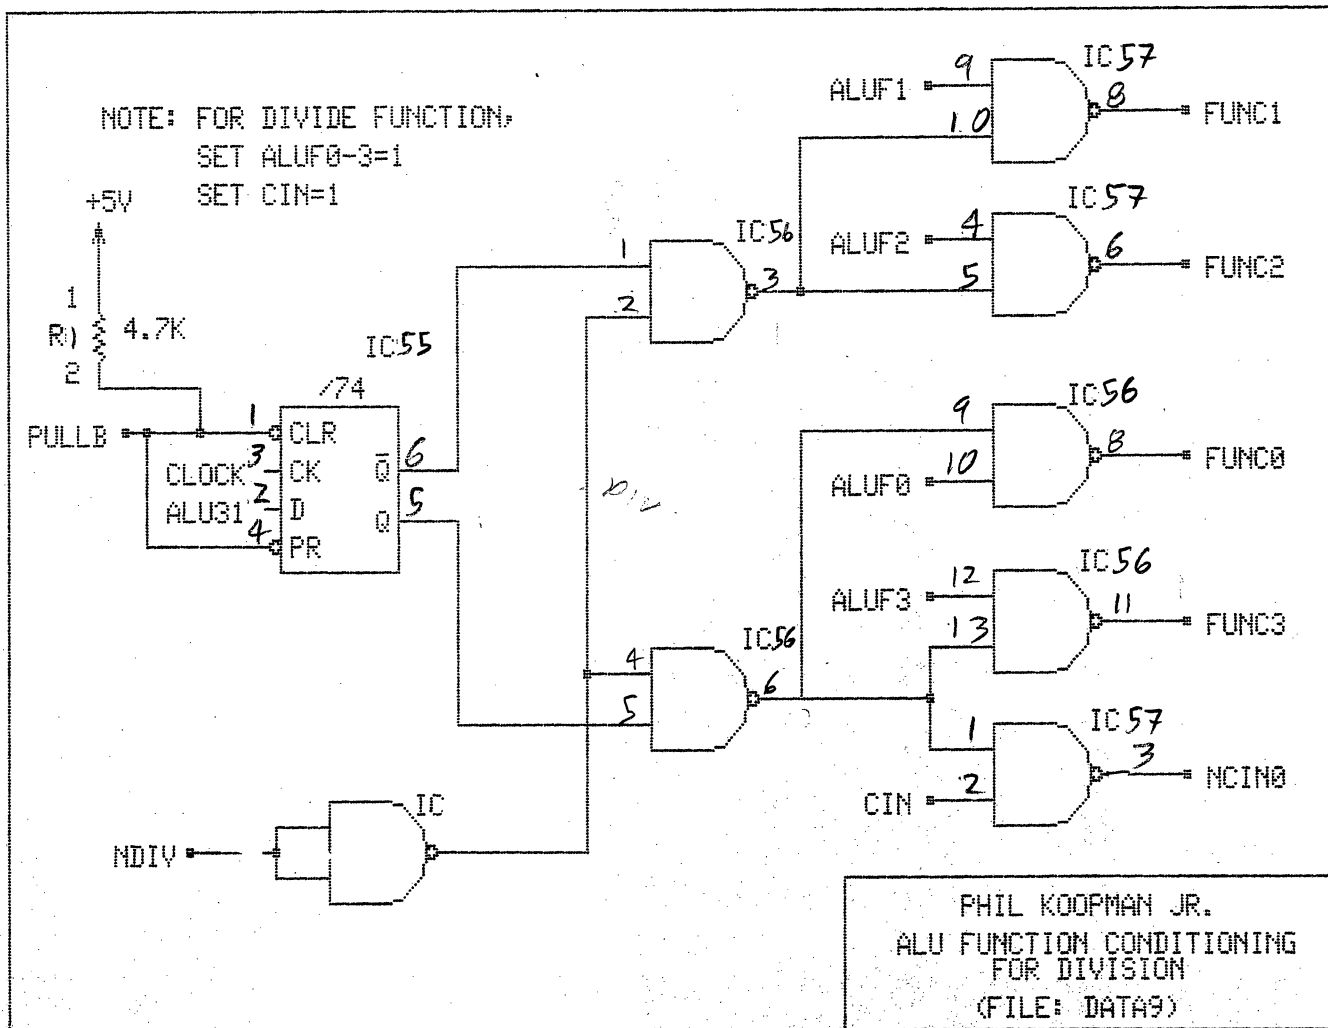 NOTE: FOR DIVIDE FUNCTION,
SET ALUF0-3=1
SET CIN=1
+5V
1
R1
4.7K
2
IC55
/74
PULLB
1
CLR
3
CLOCK
CK
2
ALU31
D
4
PR
Q̅
6
Q
5
1
2
IC56
3
ALUF1
9
10
IC57
8
FUNC1
ALUF2
4
5
IC57
6
FUNC2
9
ALUF0
10
IC56
8
FUNC0
ALUF3
12
13
IC56
11
FUNC3
4
5
IC56
6
1
CIN
2
IC57
3
NCIN0
NDIV
IC
PHIL KOOPMAN JR.
ALU FUNCTION CONDITIONING
FOR DIVISION
(FILE: DATA9)